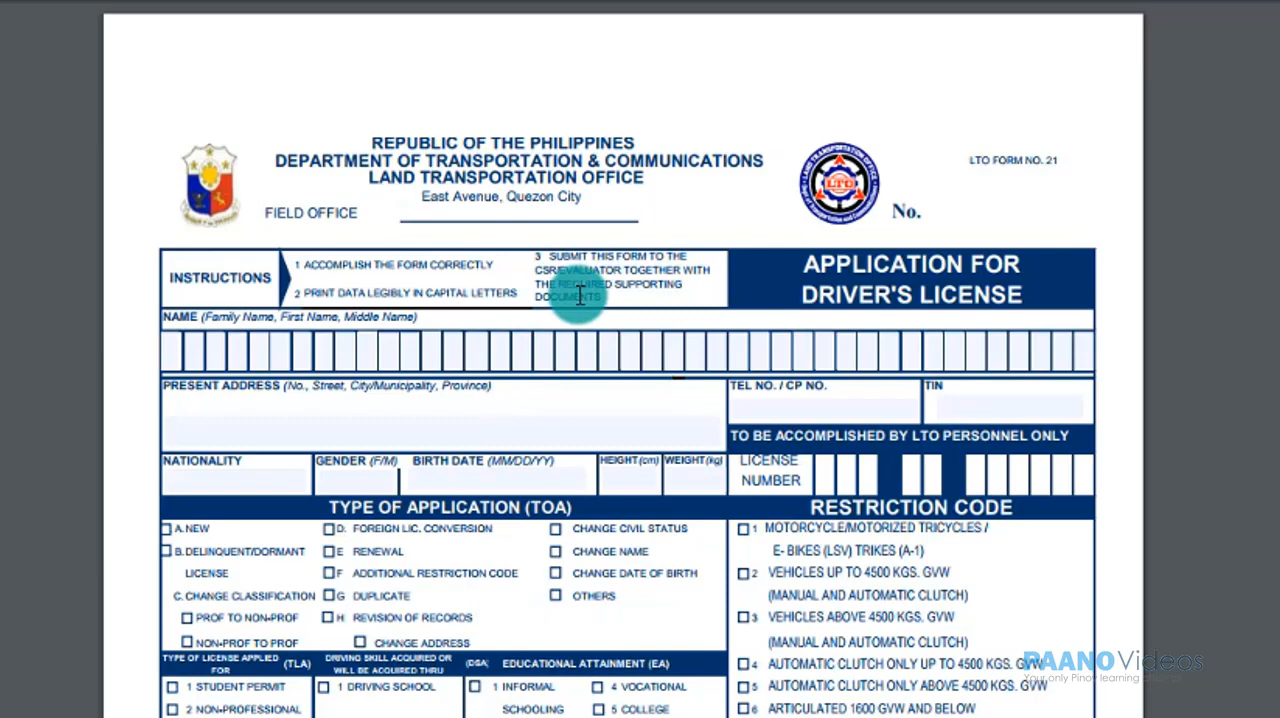 REPUBLIC OF THE PHILIPPINES
DEPARTMENT OF TRANSPORTATION & COMMUNICATIONS
LAND TRANSPORTATION OFFICE
East Avenue, Quezon City
FIELD OFFICE
LTO FORM NO. 21
LAND TRANSPORTATION OFFICE
LTO
No.
INSTRUCTIONS
1 ACCOMPLISH THE FORM CORRECTLY
2 PRINT DATA LEGIBLY IN CAPITAL LETTERS
3 SUBMIT THIS FORM TO THE
CSR/EVALUATOR TOGETHER WITH
THE REQUIRED SUPPORTING
DOCUMENTS
APPLICATION FOR
DRIVER'S LICENSE
NAME (Family Name, First Name, Middle Name)
PRESENT ADDRESS (No., Street, City/Municipality, Province)
TEL NO. / CP NO.
TIN
TO BE ACCOMPLISHED BY LTO PERSONNEL ONLY
NATIONALITY
GENDER (F/M)
BIRTH DATE (MM/DD/YY)
HEIGHT(cm)
WEIGHT(kg)
LICENSE
NUMBER
TYPE OF APPLICATION (TOA)
A. NEW
B. DELINQUENT/DORMANT
LICENSE
C. CHANGE CLASSIFICATION
PROF TO NON-PROF
NON-PROF TO PROF
D. FOREIGN LIC. CONVERSION
E RENEWAL
F ADDITIONAL RESTRICTION CODE
G DUPLICATE
H REVISION OF RECORDS
CHANGE ADDRESS
CHANGE CIVIL STATUS
CHANGE NAME
CHANGE DATE OF BIRTH
OTHERS
RESTRICTION CODE
1 MOTORCYCLE/MOTORIZED TRICYCLES /
E- BIKES (LSV) TRIKES (A-1)
2 VEHICLES UP TO 4500 KGS. GVW
(MANUAL AND AUTOMATIC CLUTCH)
3 VEHICLES ABOVE 4500 KGS. GVW
(MANUAL AND AUTOMATIC CLUTCH)
4 AUTOMATIC CLUTCH ONLY UP TO 4500 KGS. GVW
5 AUTOMATIC CLUTCH ONLY ABOVE 4500 KGS. GVW
6 ARTICULATED 1600 GVW AND BELOW
TYPE OF LICENSE APPLIED
FOR
(TLA)
1 STUDENT PERMIT
2 NON-PROFESSIONAL
DRIVING SKILL ACQUIRED OR
WILL BE ACQUIRED THRU
(DSA)
1 DRIVING SCHOOL
EDUCATIONAL ATTAINMENT (EA)
1 INFORMAL
SCHOOLING
4 VOCATIONAL
5 COLLEGE
PAANO Videos
Your only Pinoy learning